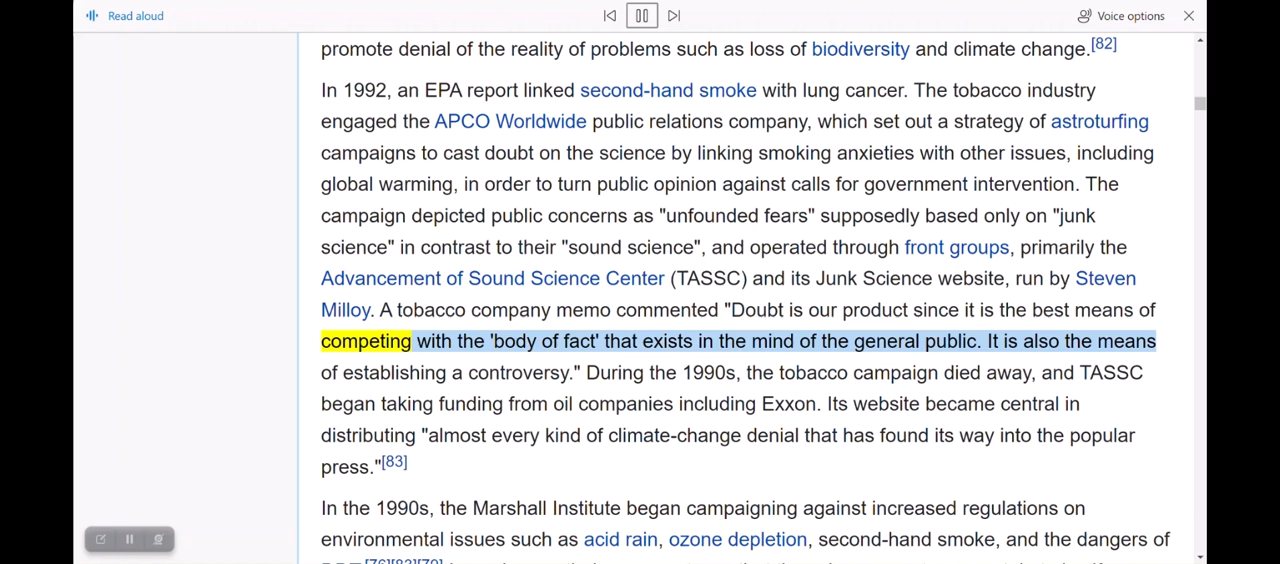 Read aloud
Voice options
promote denial of the reality of problems such as loss of biodiversity and climate change.[82]
In 1992, an EPA report linked second-hand smoke with lung cancer. The tobacco industry
engaged the APCO Worldwide public relations company, which set out a strategy of astroturfing
campaigns to cast doubt on the science by linking smoking anxieties with other issues, including
global warming, in order to turn public opinion against calls for government intervention. The
campaign depicted public concerns as "unfounded fears" supposedly based only on "junk
science" in contrast to their "sound science", and operated through front groups, primarily the
Advancement of Sound Science Center (TASSC) and its Junk Science website, run by Steven
Milloy. A tobacco company memo commented "Doubt is our product since it is the best means of
competing with the 'body of fact' that exists in the mind of the general public. It is also the means
of establishing a controversy." During the 1990s, the tobacco campaign died away, and TASSC
began taking funding from oil companies including Exxon. Its website became central in
distributing "almost every kind of climate-change denial that has found its way into the popular
press."[83]
In the 1990s, the Marshall Institute began campaigning against increased regulations on
environmental issues such as acid rain, ozone depletion, second-hand smoke, and the dangers of